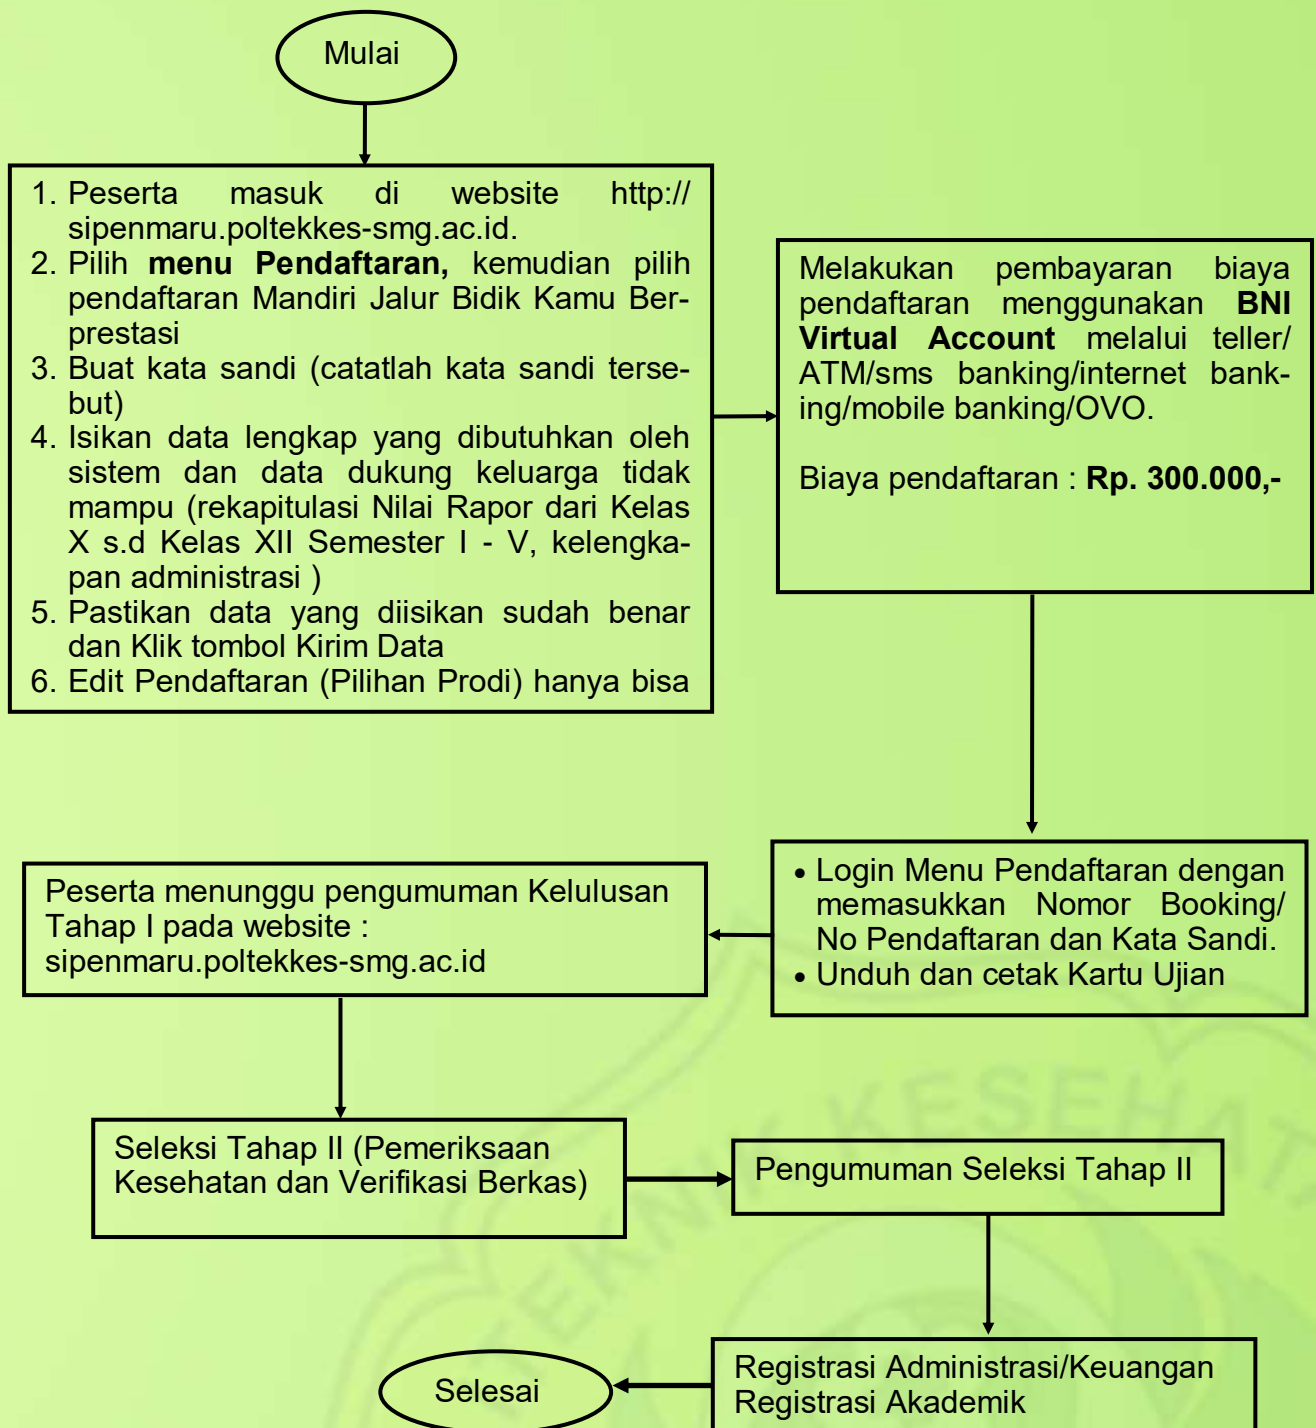 Mulai
1. Peserta masuk di website http://
sipenmaru.poltekkes-smg.ac.id.
2. Pilih menu Pendaftaran, kemudian pilih
pendaftaran Mandiri Jalur Bidik Kamu Ber-
prestasi
3. Buat kata sandi (catatlah kata sandi terse-
but)
4. Isikan data lengkap yang dibutuhkan oleh
sistem dan data dukung keluarga tidak
mampu (rekapitulasi Nilai Rapor dari Kelas
X s.d Kelas XII Semester I - V, kelengka-
pan administrasi )
5. Pastikan data yang diisikan sudah benar
dan Klik tombol Kirim Data
6. Edit Pendaftaran (Pilihan Prodi) hanya bisa
Melakukan pembayaran biaya
pendaftaran menggunakan BNI
Virtual Account melalui teller/
ATM/sms banking/internet bank-
ing/mobile banking/OVO.
Biaya pendaftaran : Rp. 300.000,-
• Login Menu Pendaftaran dengan
memasukkan Nomor Booking/
No Pendaftaran dan Kata Sandi.
• Unduh dan cetak Kartu Ujian
Peserta menunggu pengumuman Kelulusan
Tahap I pada website :
sipenmaru.poltekkes-smg.ac.id
Seleksi Tahap II (Pemeriksaan
Kesehatan dan Verifikasi Berkas)
Pengumuman Seleksi Tahap II
Registrasi Administrasi/Keuangan
Registrasi Akademik
Selesai